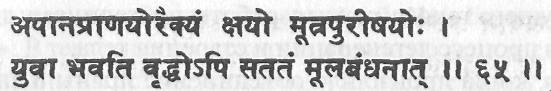 अपानप्राणयोरैक्यं क्षयो मूत्रपुरीषयोः ।
युवा भवति वृद्धोऽपि सततं मूलबंधनात् ।। ६५ ।।